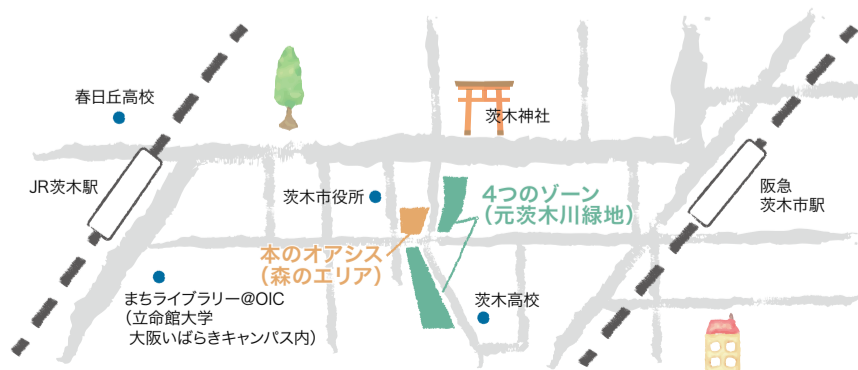 春日丘高校
茨木神社
JR茨木駅
茨木市役所
4つのゾーン
（元茨木川緑地）
阪急
茨木市駅
本のオアシス
（森のエリア）
まちライブラリー@OIC
（立命館大学
大阪いばらきキャンパス内）
茨木高校